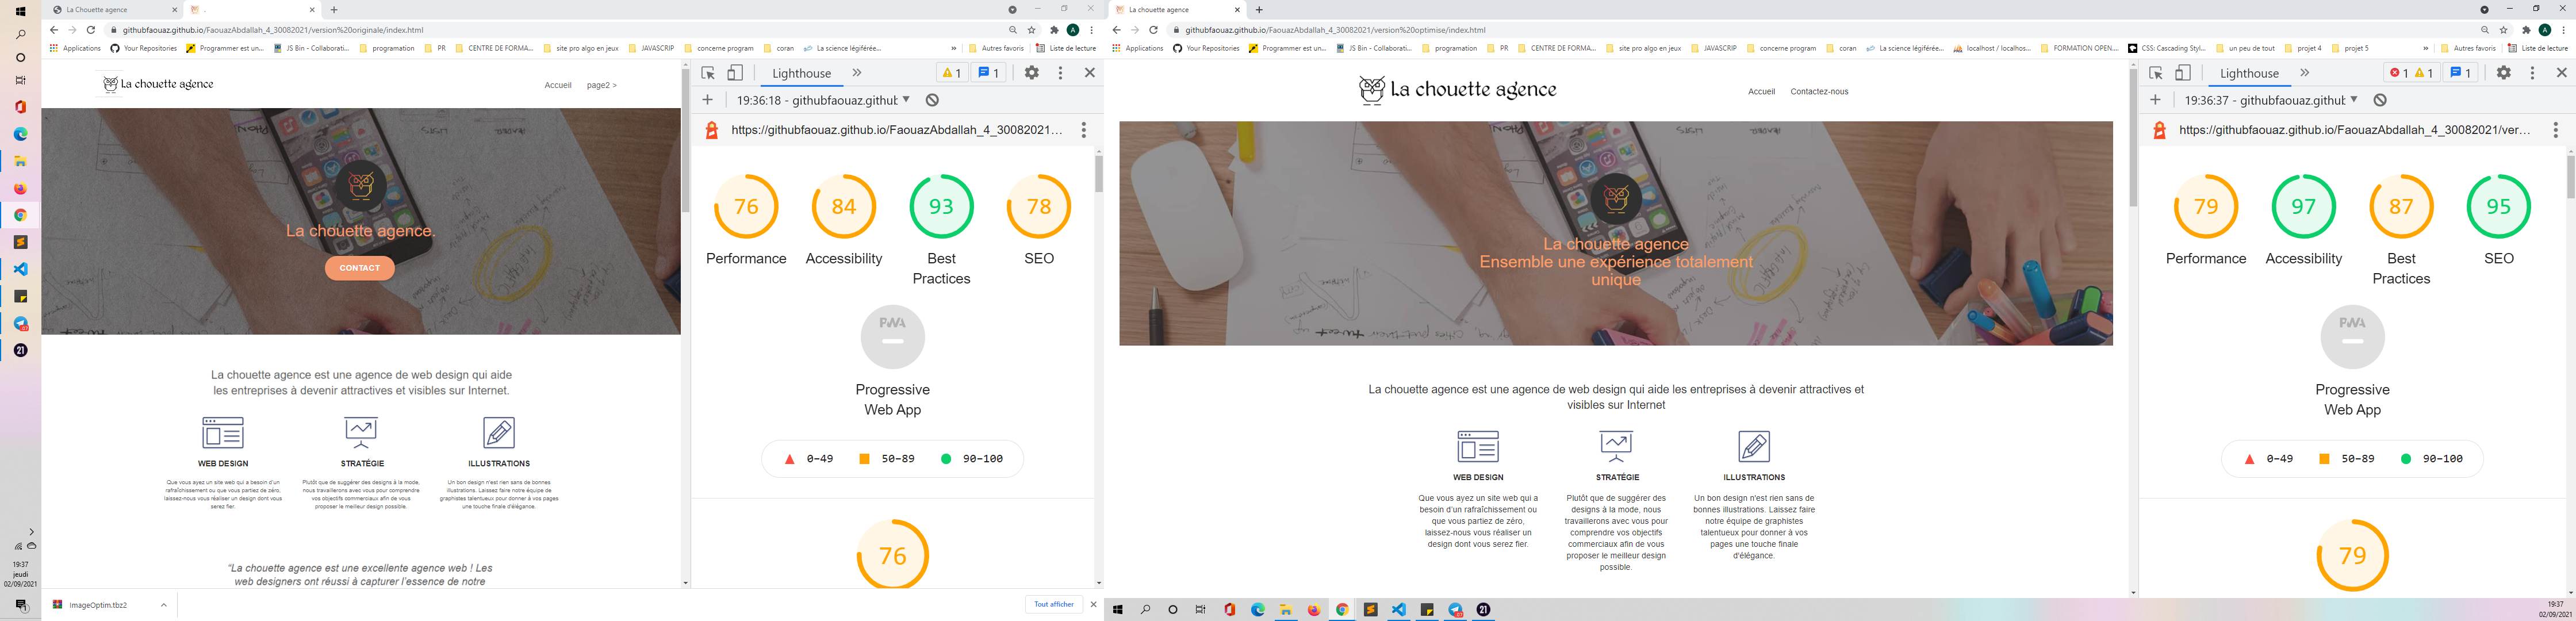 La Chouette agence
.
githubfaouaz.github.io/FaouazAbdallah_4_30082021/version%20originale/index.html
Applications
Your Repositories
Programmer est un...
JS Bin - Collaborati...
programation
PR
CENTRE DE FORMA...
site pro algo en jeux
JAVASCRIP
concerne program
coran
La science légiférée...
»
Autres favoris
Liste de lecture
La chouette agence
Accueil
page2 >
La chouette agence.
CONTACT
La chouette agence est une agence de web design qui aide
les entreprises à devenir attractives et visibles sur Internet.
WEB DESIGN
Que vous ayez un site web qui a besoin d'un
rafraîchissement ou que vous partiez de zéro,
laissez-nous vous réaliser un design dont vous
serez fier.
STRATÉGIE
Plutôt que de suggérer des designs à la mode,
nous travaillerons avec vous pour comprendre
vos objectifs commerciaux afin de vous
proposer le meilleur design possible.
ILLUSTRATIONS
Un bon design n'est rien sans de bonnes
illustrations. Laissez faire notre équipe de
graphistes talentueux pour donner à vos pages
une touche finale d'élégance.
"La chouette agence est une excellente agence web ! Les
web designers ont réussi à capturer l'essence de notre
Lighthouse
1
1
19:36:18 - githubfaouaz.github
https://githubfaouaz.github.io/FaouazAbdallah_4_30082021...
76
Performance
84
Accessibility
93
Best
Practices
78
SEO
PWA
Progressive
Web App
0–49
50–89
90–100
76
ImageOptim.tbz2
Tout afficher
19:37
jeudi
02/09/2021
La chouette agence
githubfaouaz.github.io/FaouazAbdallah_4_30082021/version%20optimise/index.html
Applications
Your Repositories
Programmer est un...
JS Bin - Collaborati...
programation
PR
CENTRE DE FORMA...
site pro algo en jeux
JAVASCRIP
concerne program
coran
La science légiférée...
localhost / localhos...
FORMATION OPEN....
CSS: Cascading Styl...
un peu de tout
projet 4
projet 5
»
Autres favoris
Liste de lecture
La chouette agence
Accueil
Contactez-nous
La chouette agence
Ensemble une expérience totalement
unique
La chouette agence est une agence de web design qui aide les entreprises à devenir attractives et
visibles sur Internet
WEB DESIGN
Que vous ayez un site web qui a
besoin d'un rafraîchissement ou
que vous partiez de zéro,
laissez-nous vous réaliser un
design dont vous serez fier.
STRATÉGIE
Plutôt que de suggérer des
designs à la mode, nous
travaillerons avec vous pour
comprendre vos objectifs
commerciaux afin de vous
proposer le meilleur design
possible.
ILLUSTRATIONS
Un bon design n'est rien sans de
bonnes illustrations. Laissez faire
notre équipe de graphistes
talentueux pour donner à vos
pages une touche finale
d'élégance.
Lighthouse
1
1
1
19:36:37 - githubfaouaz.github
https://githubfaouaz.github.io/FaouazAbdallah_4_30082021/ver...
79
Performance
97
Accessibility
87
Best
Practices
95
SEO
PWA
Progressive
Web App
0–49
50–89
90–100
79
19:37
02/09/2021